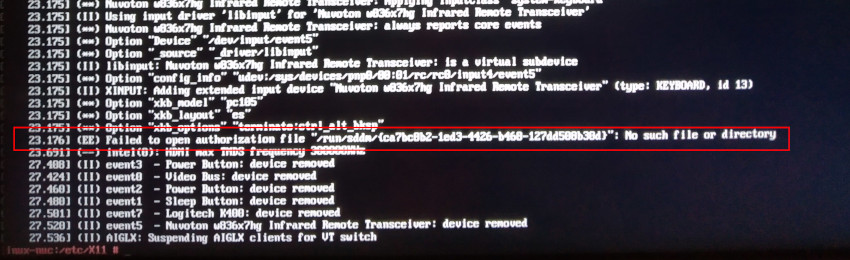 23.175] (**) Nuvoton w836x7hg Infrared Remote Transceiver: Applying InputClass "system-keyboard"
23.175] (II) Using input driver 'libinput' for 'Nuvoton w836x7hg Infrared Remote Transceiver'
23.175] (**) Nuvoton w836x7hg Infrared Remote Transceiver: always reports core events
23.175] (**) Option "Device" "/dev/input/event5"
23.175] (**) Option "_source" "_driver/libinput"
23.175] (II) libinput: Nuvoton w836x7hg Infrared Remote Transceiver: is a virtual subdevice
23.175] (**) Option "config_info" "udev:/sys/devices/pnp0/00:01/rc/rc0/input4/event5"
23.175] (II) XINPUT: Adding extended input device "Nuvoton w836x7hg Infrared Remote Transceiver" (type: KEYBOARD, id 13)
23.175] (**) Option "xkb_model" "pc105"
23.175] (**) Option "xkb_layout" "es"
23.175] (**) Option "xkb_options" "terminate:ctrl_alt_bksp"
23.176] (EE) Failed to open authorization file "/run/sddm/{ca7bc0b2-1ed3-4426-b460-127dd508b30d}": No such file or directory
23.691] (--) intel(0): HDMI max TMDS frequency 300000KHz
27.408] (II) event3 - Power Button: device removed
27.424] (II) event8 - Video Bus: device removed
27.460] (II) event2 - Power Button: device removed
27.480] (II) event1 - Sleep Button: device removed
27.501] (II) event7 - Logitech K400: device removed
27.528] (II) event5 - Nuvoton w836x7hg Infrared Remote Transceiver: device removed
27.536] (II) AIGLX: Suspending AIGLX clients for VT switch
linux-nuc:/etc/X11 # _